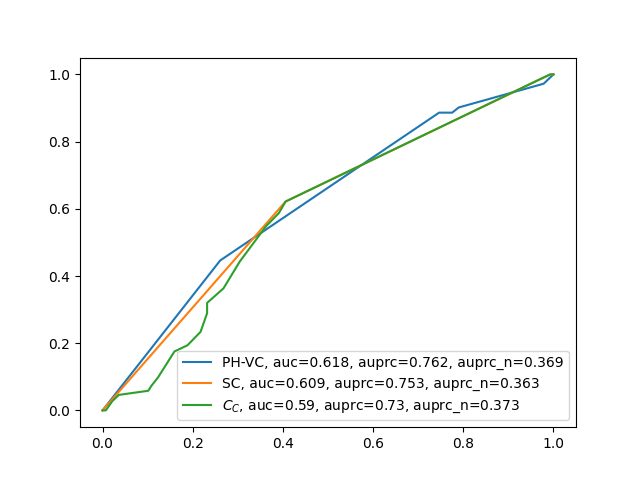 1.0
0.8
0.6
0.4
0.2
0.0
PH-VC, auc=0.618, auprc=0.762, auprc_n=0.369
SC, auc=0.609, auprc=0.753, auprc_n=0.363
C_C, auc=0.59, auprc=0.73, auprc_n=0.373
0.0 0.2 0.4 0.6 0.8 1.0